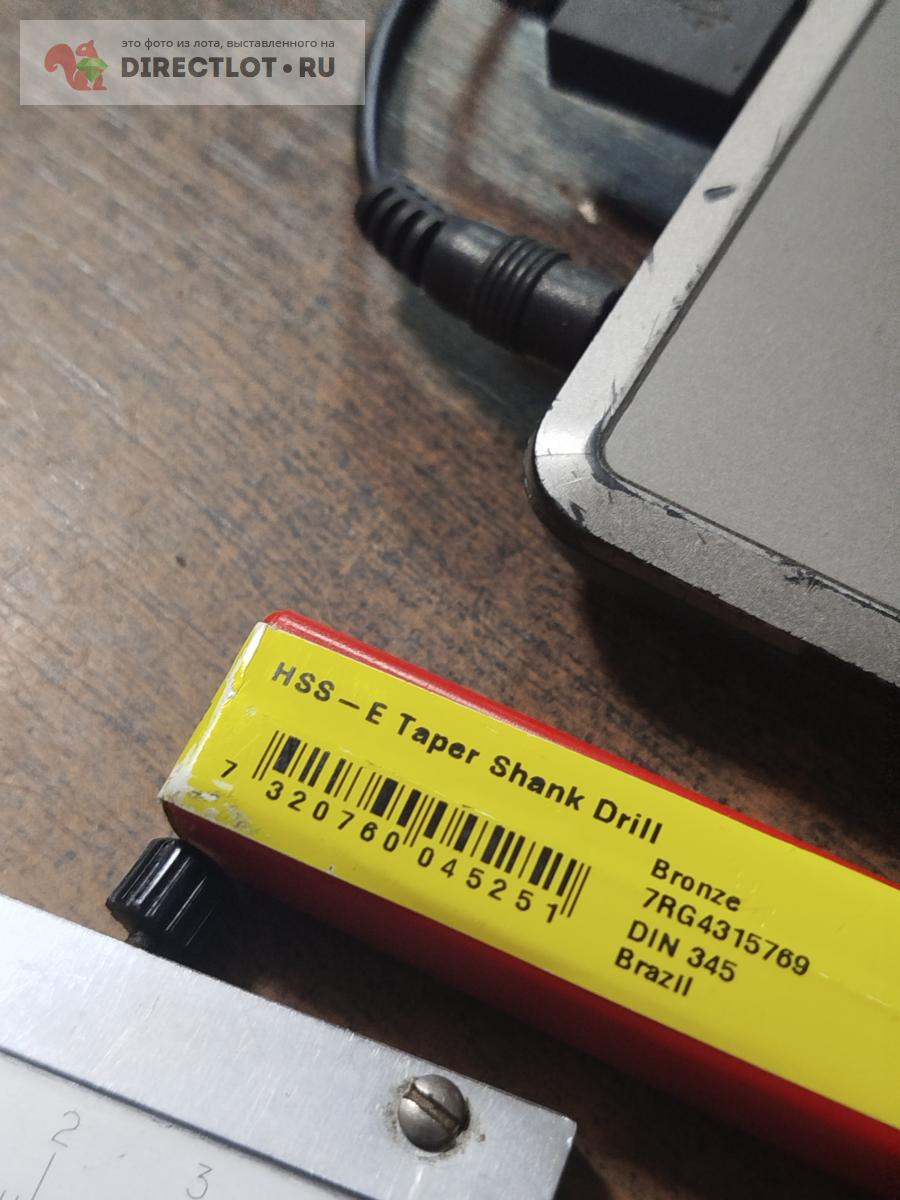 это фото из лота, выставленного на
DIRECTLOT•RU
HSS – E Taper Shank Drill
7 320760 045251
Bronze
7RG4315769
DIN 345
Brazil
2
3